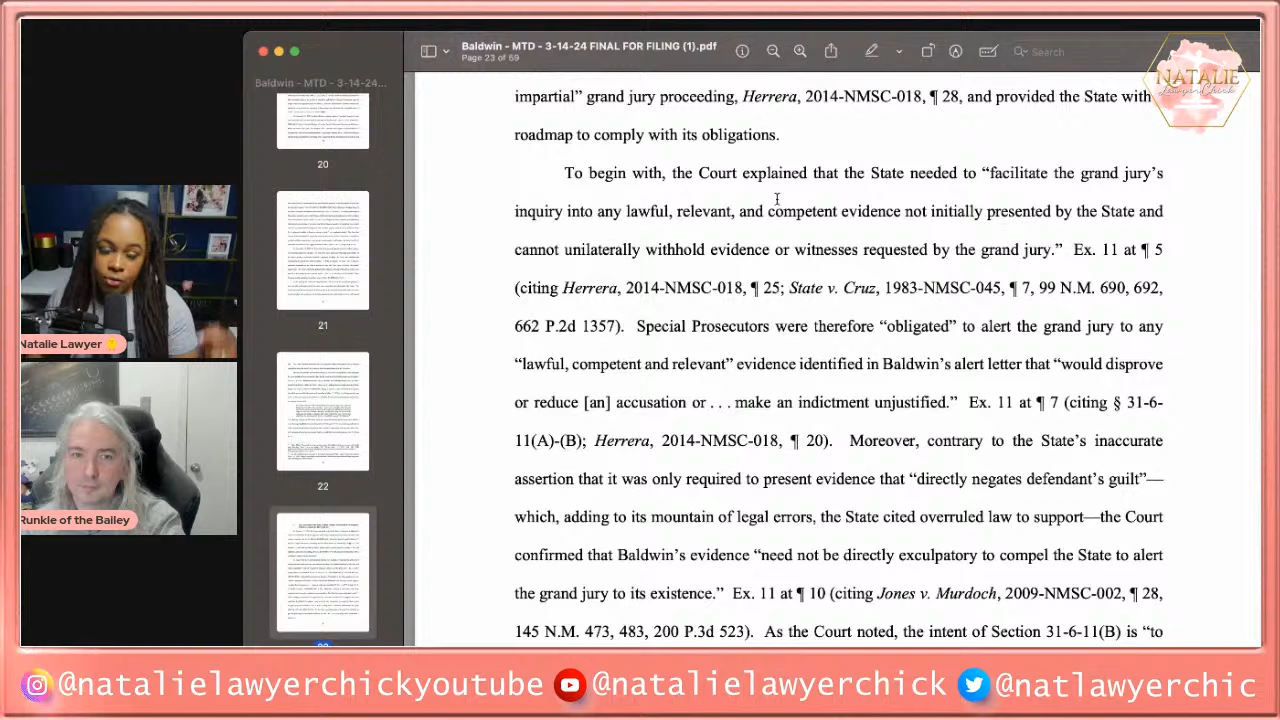 Baldwin - MTD - 3-14-24 FINAL FOR FILING (1).pdf
Page 23 of 59
Search
NATALIE
LawyerChick
Baldwin - MTD - 3-14-24...
20
21
22
impartial" grand jury proceeding, Herrera, 2014-NMSC-018, ¶ 28, and the State with
roadmap to comply with its obligations.
To begin with, the Court explained that the State needed to "facilitate the grand jury's
inquiry into any lawful, relevant, and competent evidence not initially presented by the State and
cannot unilaterally withhold evidence or witnesses requested by the grand jury." Ex. 11 at ¶ 5
(citing Herrera, 2014-NMSC-018, ¶ 25; State v. Cruz, 1983-NMSC-045, ¶ 7, 99 N.M. 690, 692,
662 P.2d 1357). Special Prosecutors were therefore "obligated" to alert the grand jury to any
"lawful, competent and relevant" evidence identified in Baldwin's alert letter that "would disprove
or reduce [an] accusation or . . . make an indictment unjustified." Ex. 11 at ¶ 7 (citing § 31-6-
11(A)-(B); Herrera, 2014-NMSC-018, ¶ 20). Moreover, contrary to the State's inaccurate
assertion that it was only required to present evidence that "directly negates defendant's guilt"—
which, adding to its mountain of legal errors, the State cited overruled law to support—the Court
confirmed that Baldwin's evidence need not be directly exculpatory to compel the State to alert
the grand jury to its existence. ¶ 10 (citing Jones v. Murdoch, 2009-NMSC-002, ¶ 28,
145 N.M. 473, 483, 200 P.3d 523). As the Court noted, the intent of Section 31-6-11(B) is "to
Natalie Lawyer
Runkle of the Bailey
@natalielawyerchickyoutube
@natalielawyerchick
@natlawyerchic